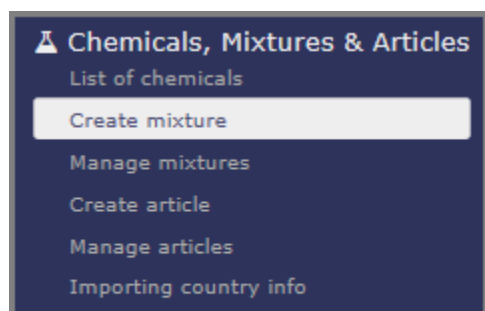 Chemicals, Mixtures & Articles
List of chemicals
Create mixture
Manage mixtures
Create article
Manage articles
Importing country info